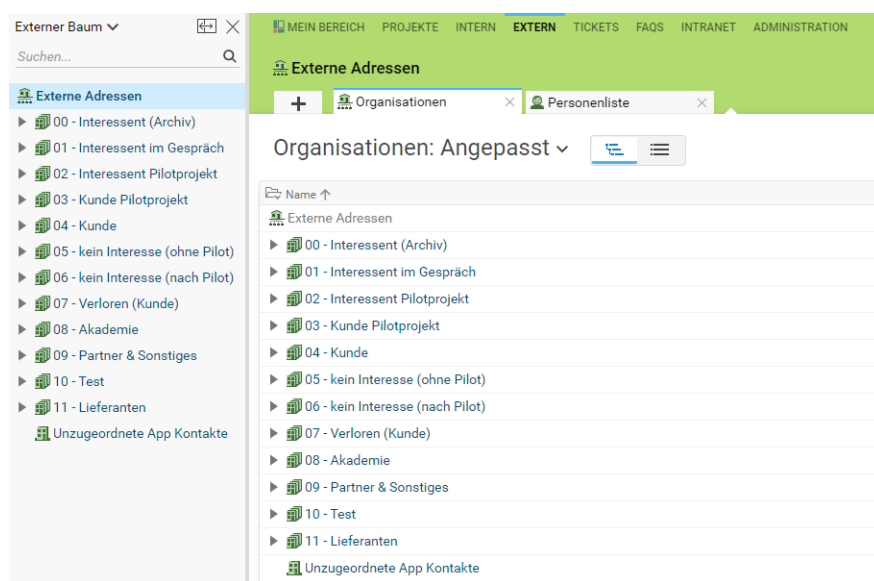 Externer Baum
Suchen...
Externe Adressen
00 - Interessent (Archiv)
01 - Interessent im Gespräch
02 - Interessent Pilotprojekt
03 - Kunde Pilotprojekt
04 - Kunde
05 - kein Interesse (ohne Pilot)
06 - kein Interesse (nach Pilot)
07 - Verloren (Kunde)
08 - Akademie
09 - Partner & Sonstiges
10 - Test
11 - Lieferanten
Unzugeordnete App Kontakte
MEIN BEREICH PROJEKTE INTERN EXTERN TICKETS FAQS INTRANET ADMINISTRATION
Externe Adressen
Organisationen Personenliste
Organisationen: Angepasst
Name
Externe Adressen
00 - Interessent (Archiv)
01 - Interessent im Gespräch
02 - Interessent Pilotprojekt
03 - Kunde Pilotprojekt
04 - Kunde
05 - kein Interesse (ohne Pilot)
06 - kein Interesse (nach Pilot)
07 - Verloren (Kunde)
08 - Akademie
09 - Partner & Sonstiges
10 - Test
11 - Lieferanten
Unzugeordnete App Kontakte